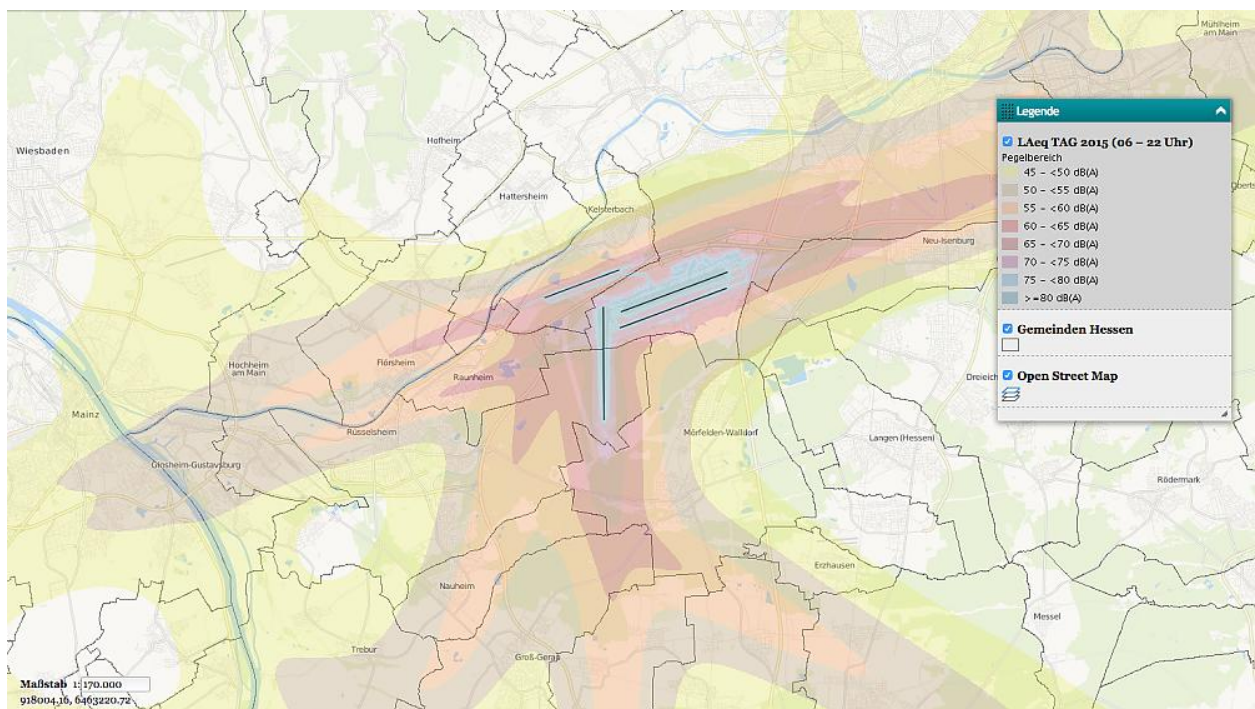 Mühlheim
am Main
Wiesbaden
Hofheim
Hattersheim
Kelsterbach
Neu-Isenburg
Hochheim
am Main
Flörsheim
Raunheim
Dreieich
Mainz
Rüsselsheim
Mörfelden-Walldorf
Langen (Hessen)
Ginsheim-Gustavsburg
Rödermark
Erzhausen
Nauheim
Messel
Trebur
Groß-Gerau
Legende
LAeq TAG 2015 (06 – 22 Uhr)
Pegelbereich
45 – <50 dB(A)
50 – <55 dB(A)
55 – <60 dB(A)
60 – <65 dB(A)
65 – <70 dB(A)
70 – <75 dB(A)
75 – <80 dB(A)
>=80 dB(A)
Gemeinden Hessen
Open Street Map
Maßstab 1: 170.000
918004.16, 6463220.72